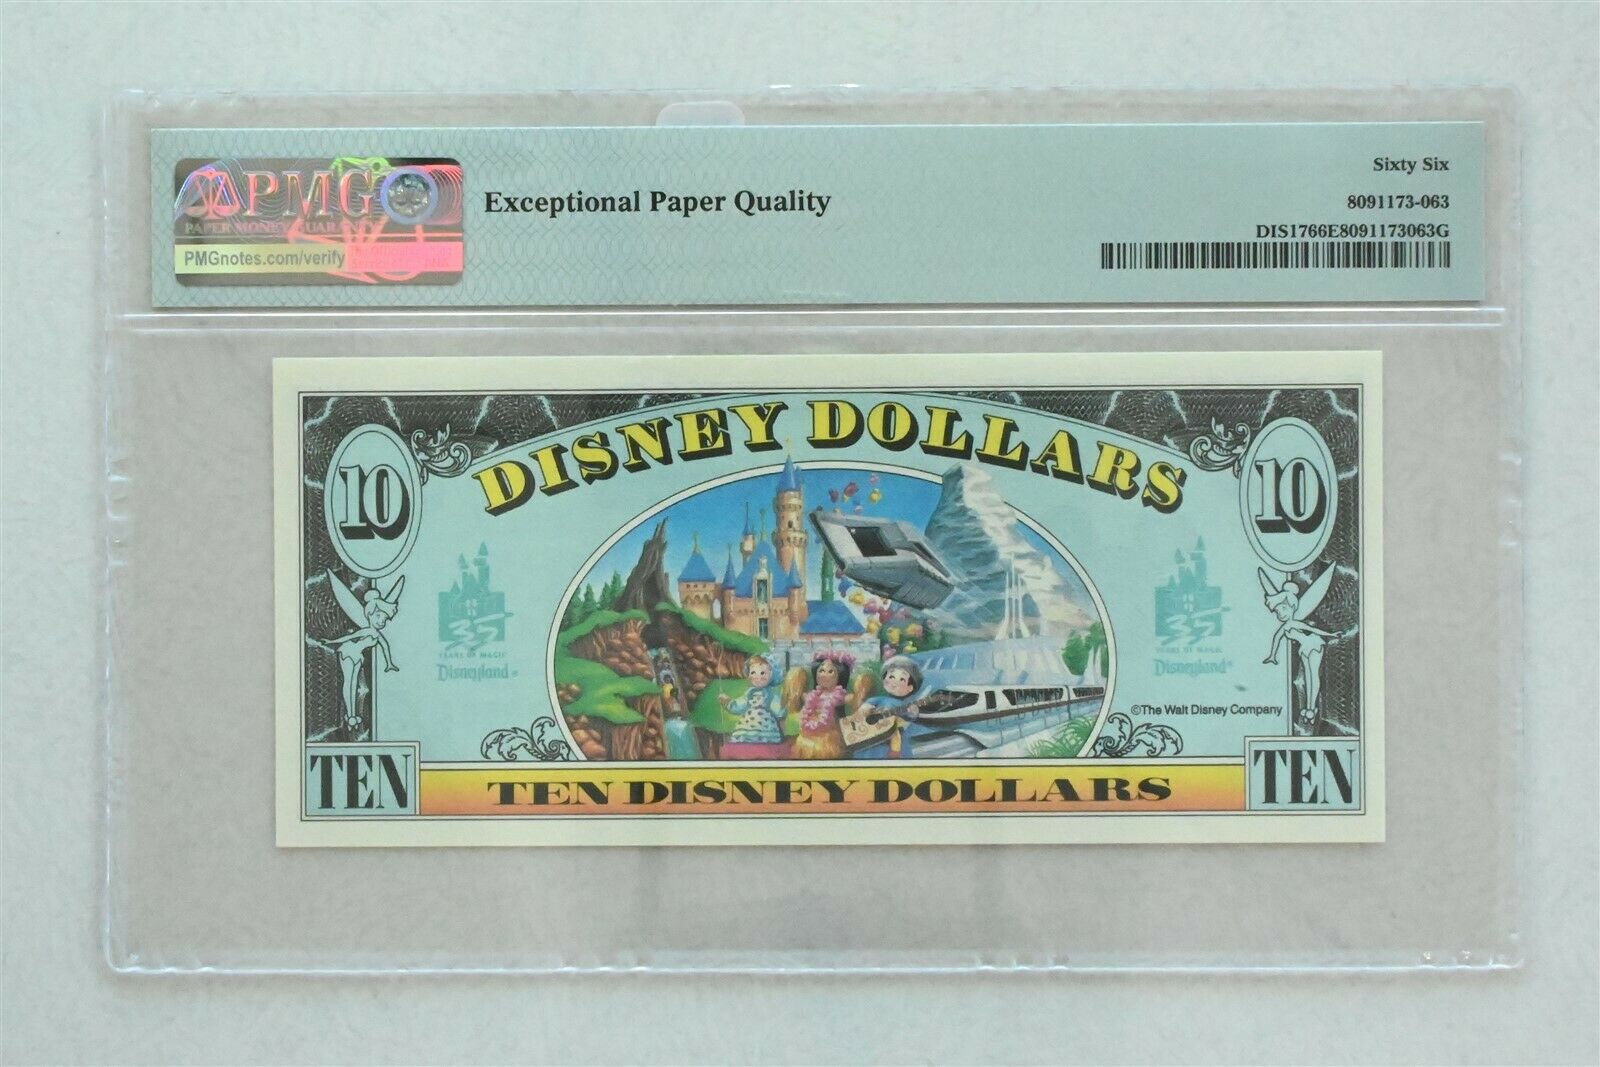 PMG
PAPER MONEY GUARANTY
PMGnotes.com/verify
Exceptional Paper Quality
Sixty Six
8091173-063
DIS1766E8091173063G
DISNEY DOLLARS
10
10
35
YEARS OF MAGIC
Disneyland®
35
YEARS OF MAGIC
Disneyland®
©The Walt Disney Company
TEN
TEN DISNEY DOLLARS
TEN